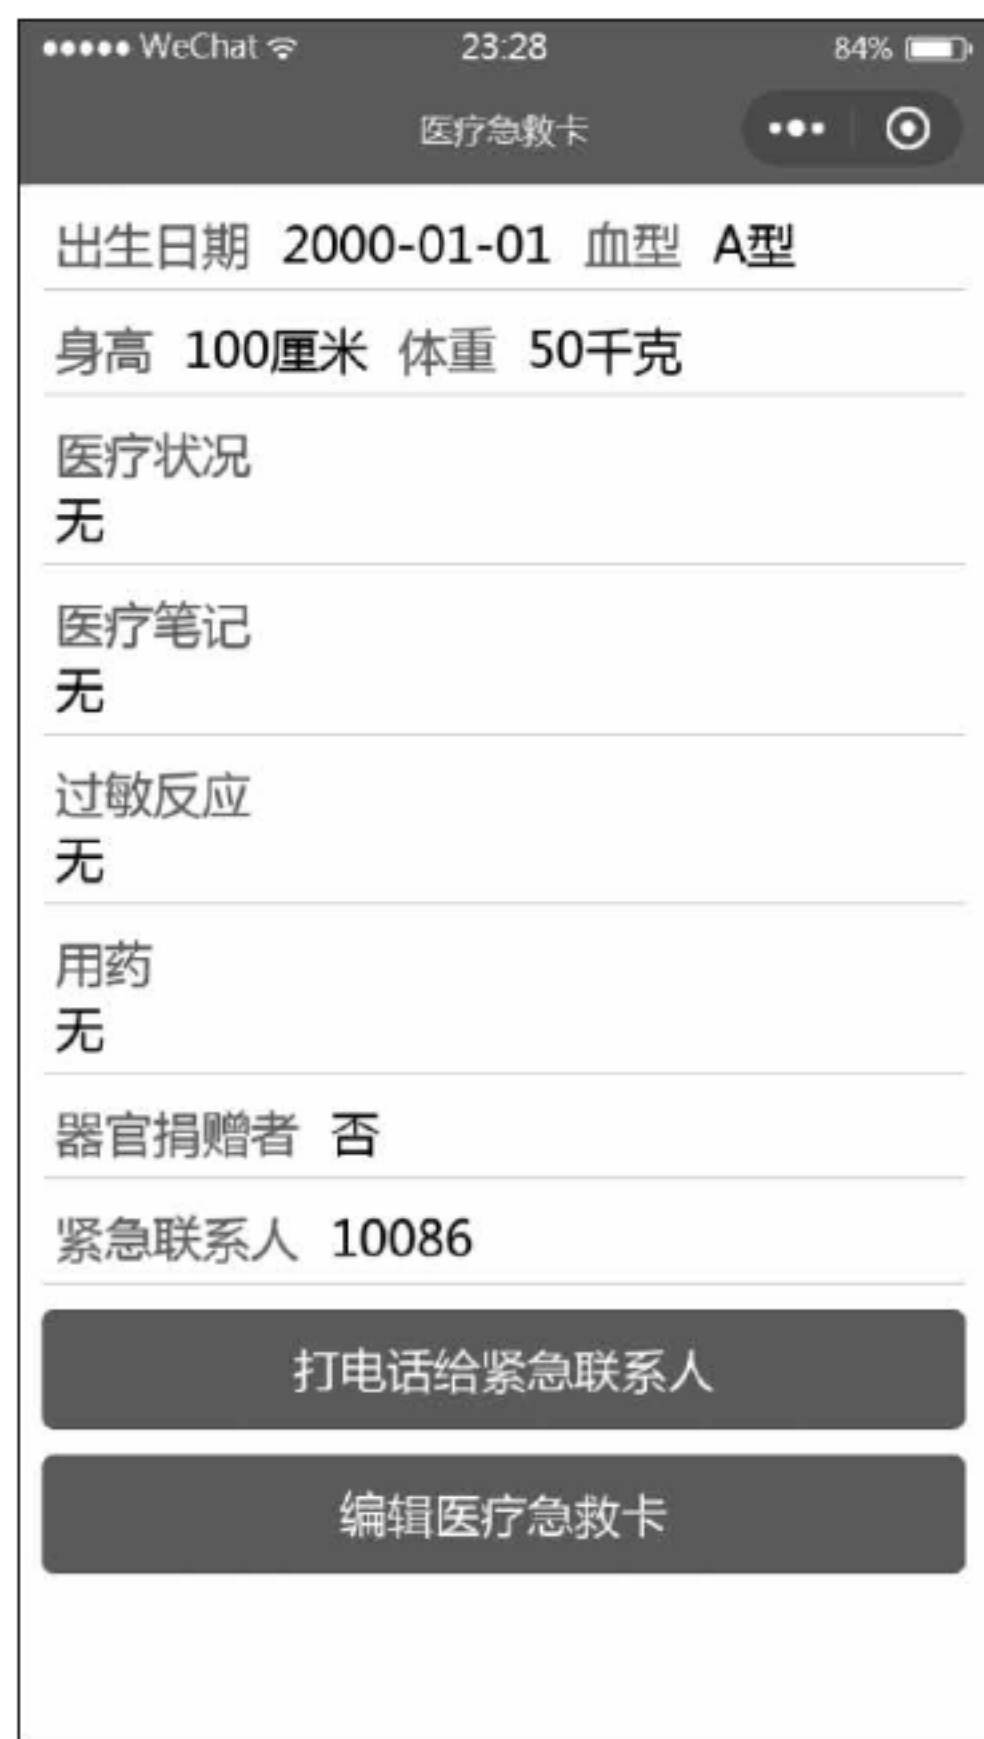 WeChat 23:28 84%
医疗急救卡
出生日期 2000-01-01 血型 A型
身高 100厘米 体重 50千克
医疗状况
无
医疗笔记
无
过敏反应
无
用药
无
器官捐赠者 否
紧急联系人 10086
打电话给紧急联系人
编辑医疗急救卡